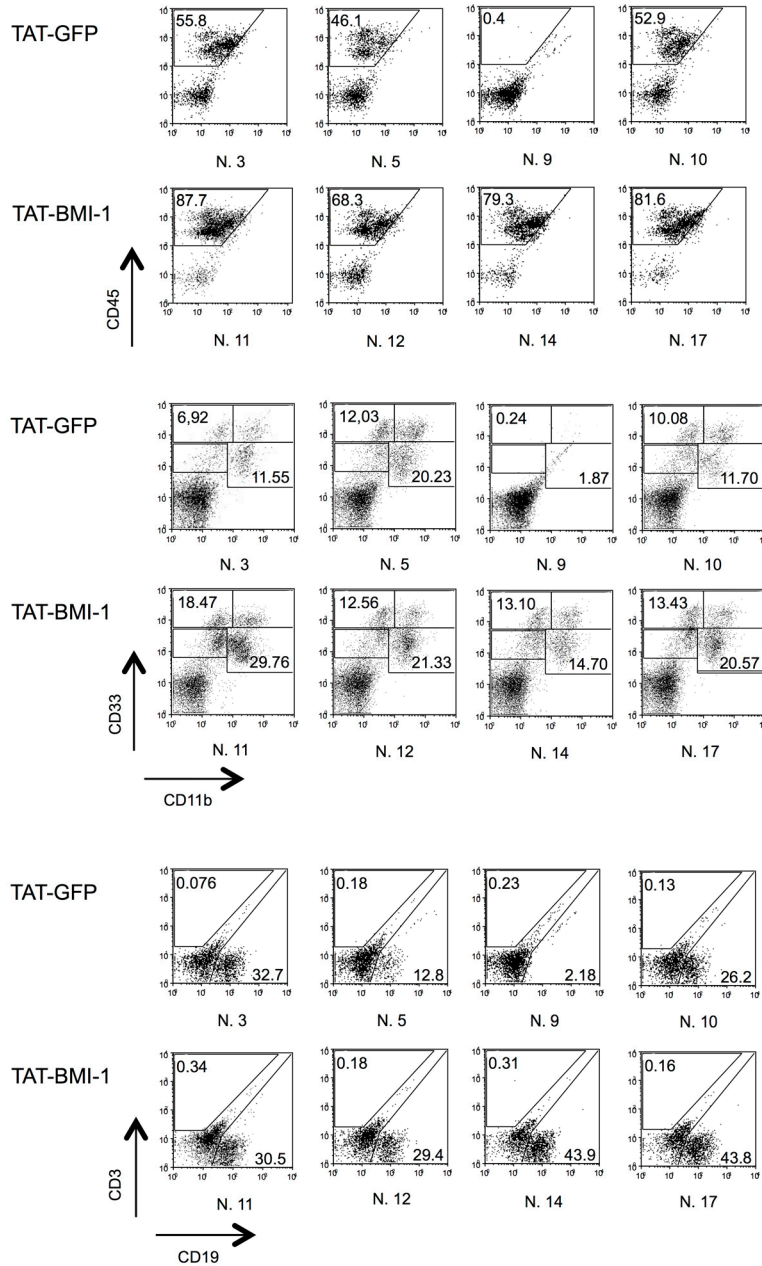 TAT-GFP
55.8
46.1
0.4
52.9
N. 3
N. 5
N. 9
N. 10
TAT-BMI-1
87.7
68.3
79.3
81.6
CD45
N. 11
N. 12
N. 14
N. 17
TAT-GFP
6,92
12,03
0.24
10.08
11.55
20.23
1.87
11.70
N. 3
N. 5
N. 9
N. 10
TAT-BMI-1
18.47
12.56
13.10
13.43
29.76
21.33
14.70
20.57
CD33
N. 11
N. 12
N. 14
N. 17
CD11b
TAT-GFP
0.076
0.18
0.23
0.13
32.7
12.8
2.18
26.2
N. 3
N. 5
N. 9
N. 10
TAT-BMI-1
0.34
0.18
0.31
0.16
30.5
29.4
43.9
43.8
CD3
N. 11
N. 12
N. 14
N. 17
CD19